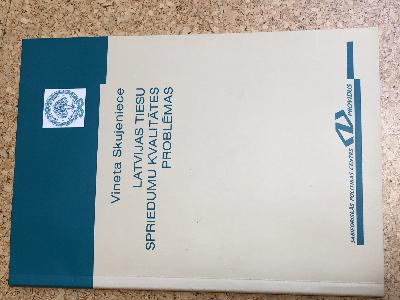 Vineta Skujeniece
LATVIJAS TIESU
SPRIEDUMU KVALITĀTES
PROBLĒMAS
SABIEDRISKĀS POLITIKAS CENTRS
PROVIDUS